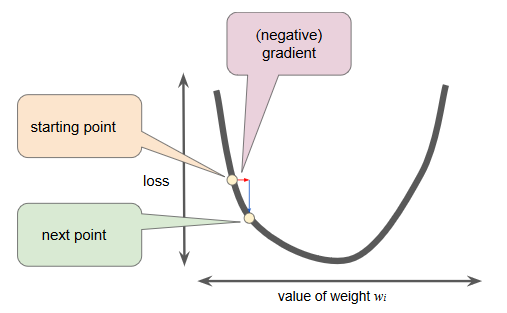 (negative)
gradient
starting point
loss
next point
value of weight wi